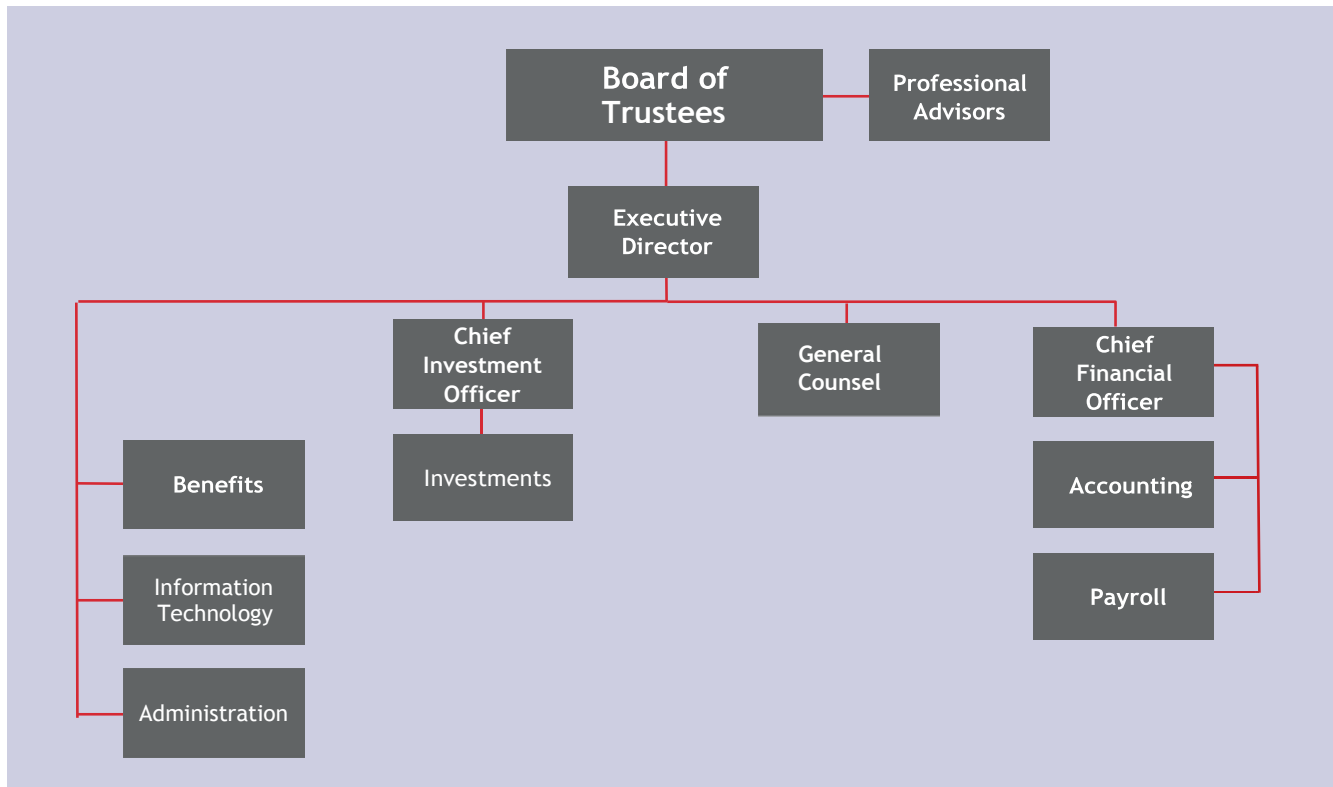 Board of
Trustees
Professional
Advisors
Executive
Director
Chief
Investment
Officer
General
Counsel
Chief
Financial
Officer
Benefits
Investments
Accounting
Information
Technology
Payroll
Administration